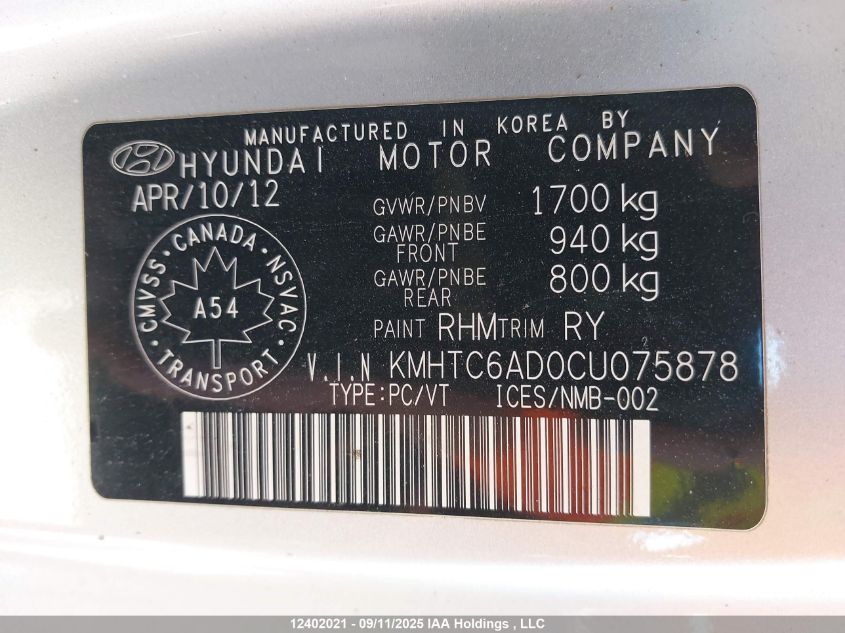 MANUFACTURED IN KOREA BY
HYUNDAI MOTOR COMPANY
APR/10/12
GVWR/PNBV 1700 kg
GAWR/PNBE FRONT 940 kg
GAWR/PNBE REAR 800 kg
CANADA · NSVAC · TRANSPORT · CMVSS ·
A54
PAINT RHM TRIM RY
V.I.N KMHTC6AD0CU075878
TYPE:PC/VT ICES/NMB-002
12402021 - 09/11/2025 IAA Holdings , LLC